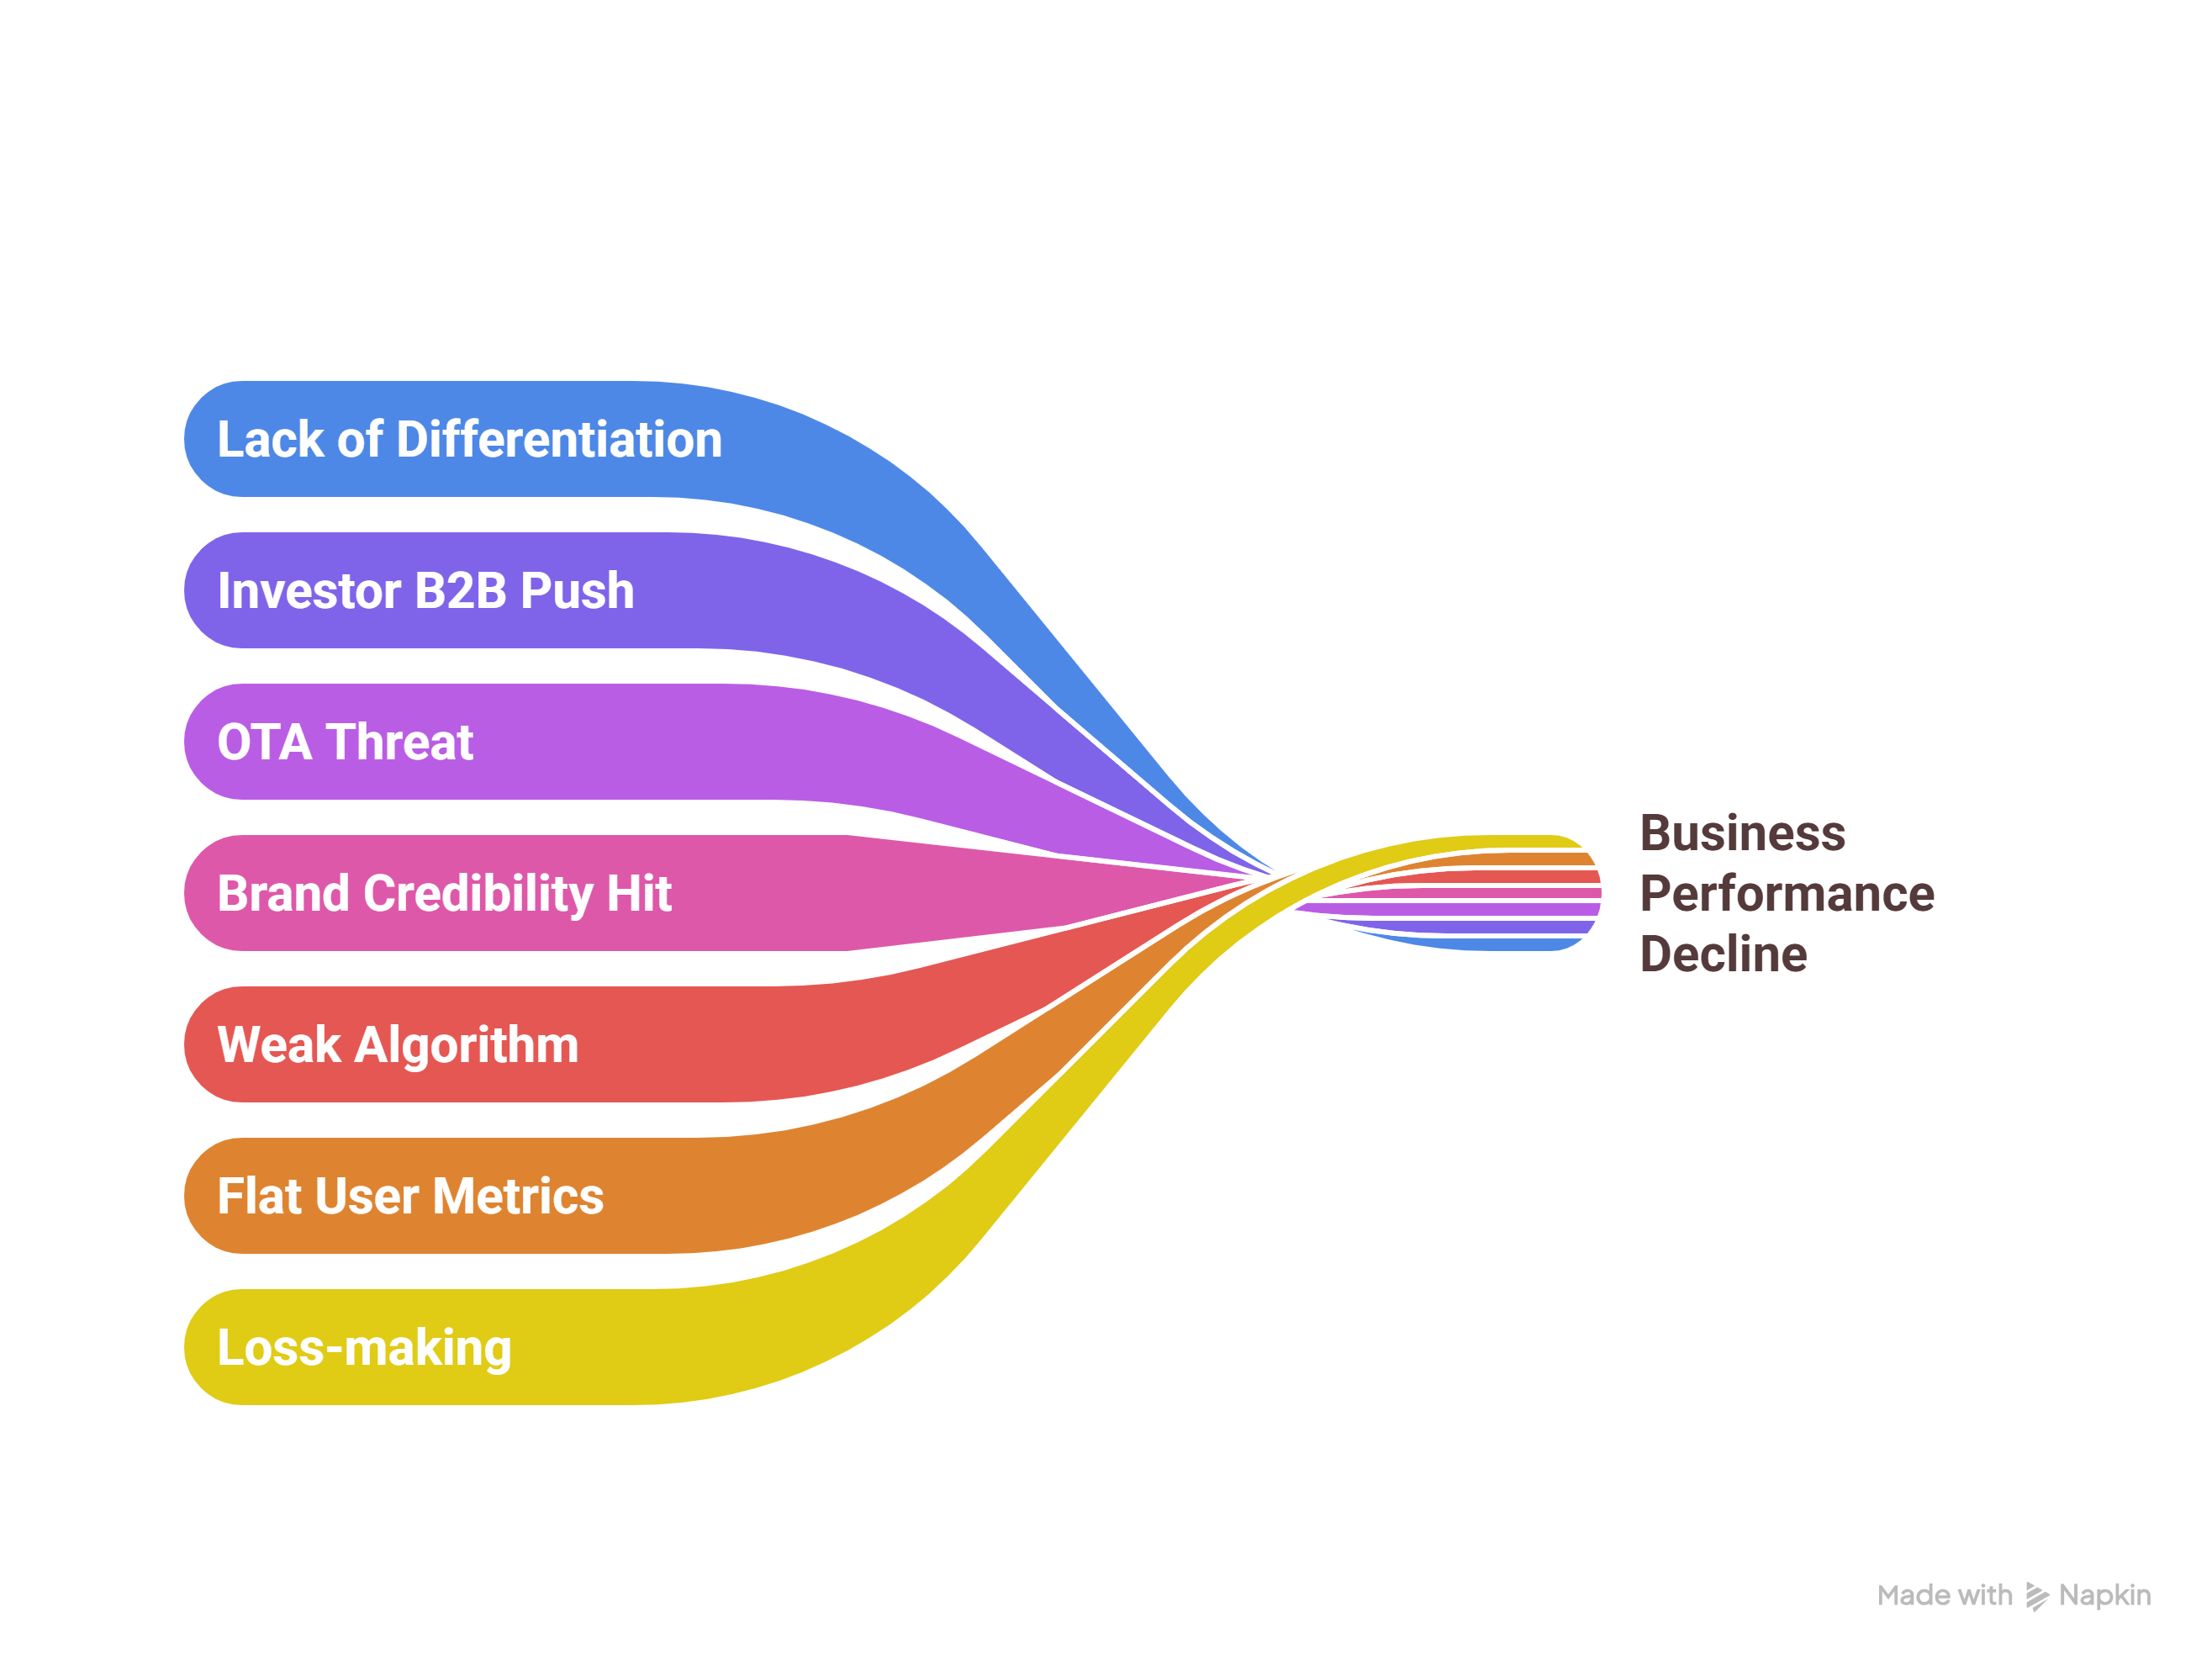 Lack of Differentiation
Investor B2B Push
OTA Threat
Brand Credibility Hit
Weak Algorithm
Flat User Metrics
Loss-making
Business
Performance
Decline
Made with Napkin